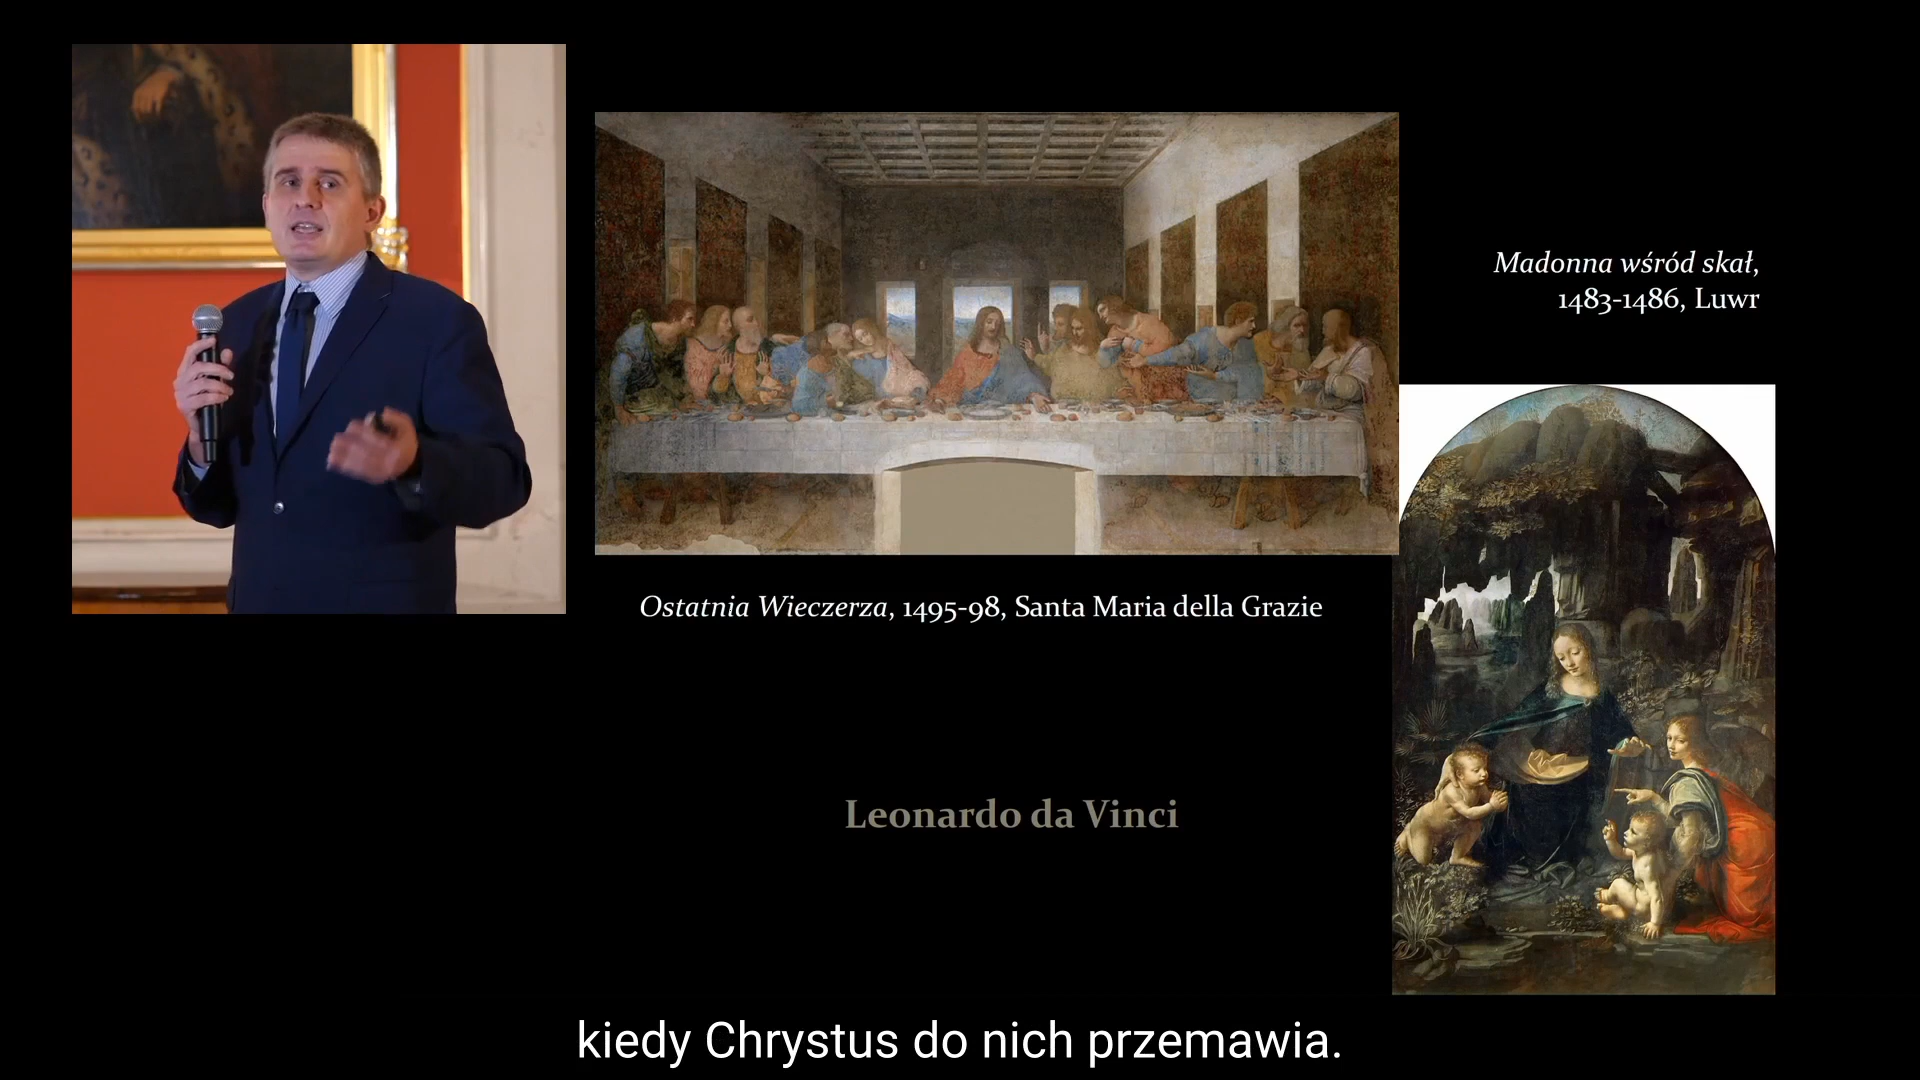 Madonna wśród skał,
1483-1486, Luwr
Ostatnia Wieczerza, 1495-98, Santa Maria della Grazie
Leonardo da Vinci
kiedy Chrystus do nich przemawia.